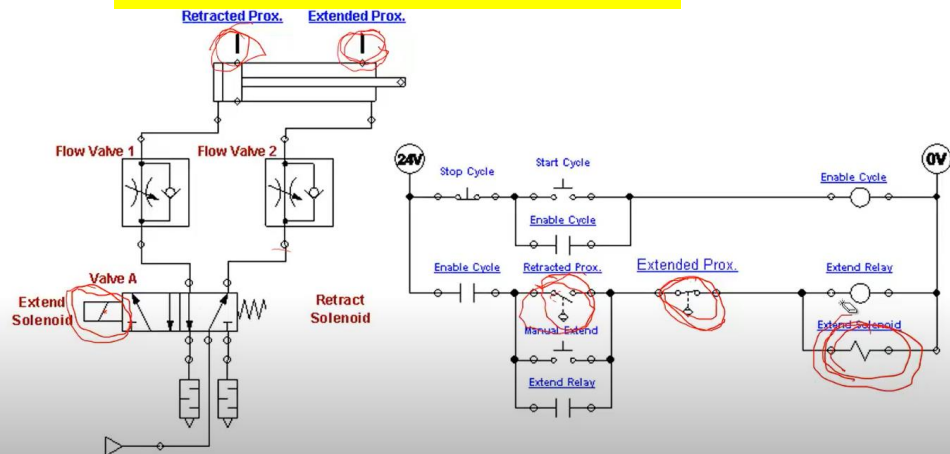 Retracted Prox. Extended Prox.
Flow Valve 1 Flow Valve 2
24V 0V
Stop Cycle Start Cycle Enable Cycle
Enable Cycle
Valve A
Enable Cycle Retracted Prox. Extended Prox. Extend Relay
Extend
Solenoid
Retract
Solenoid
Manual Extend
Extend Solenoid
Extend Relay